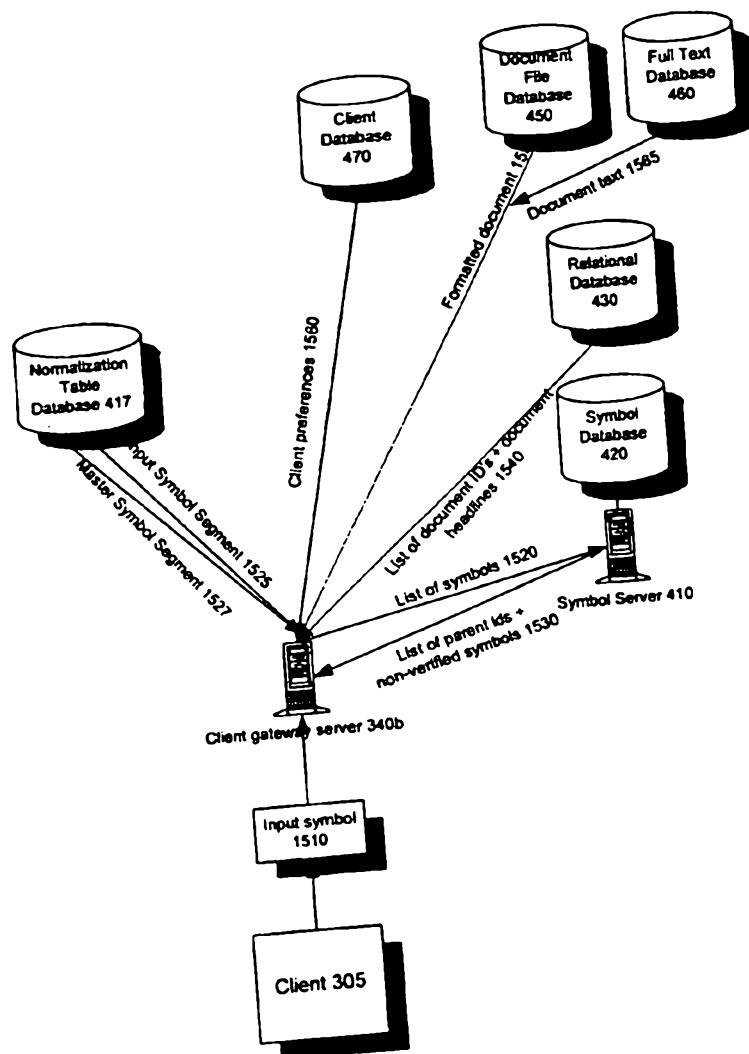 Document
File
Database
450
Full Text
Database
460
Client
Database
470
Formatted document
Document text 1565
Relational
Database
430
Normalization
Table
Database 417
Client preferences 1560
Symbol
Database
420
Input Symbol Segment 1525
Master Symbol Segment 1527
List of document ID's + document
headlines 1540
List of symbols 1520
Symbol Server 410
List of parent Ids +
non-verified symbols 1530
Client gateway server 340b
Input symbol
1510
Client 305